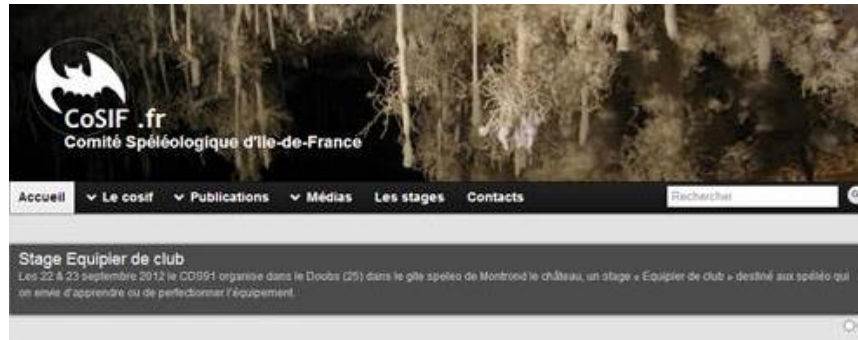 CoSIF .fr
Comité Spéléologique d'Ile-de-France
Accueil Le cosif Publications Médias Les stages Contacts Rechercher
Stage Equipier de club
Les 22 & 23 septembre 2012 le CDS91 organise dans le Doubs (25) dans le gîte speleo de Montrond le château, un stage « Equipier de club » destiné aux spéléo qui
on envie d'apprendre ou de perfectionner l'équipement.